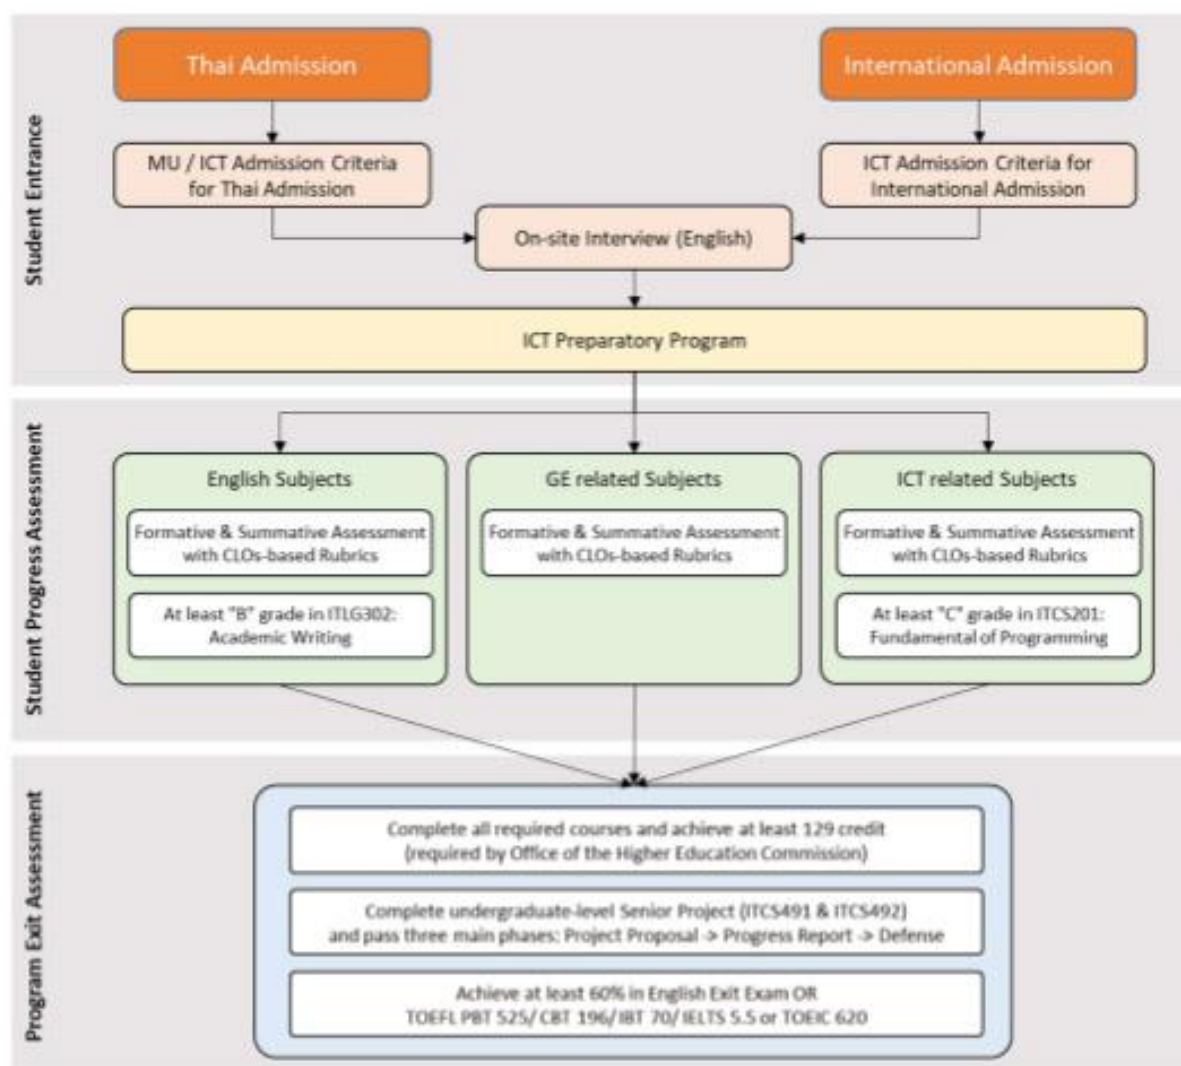 Student Entrance
Thai Admission
International Admission
MU / ICT Admission Criteria
for Thai Admission
ICT Admission Criteria for
International Admission
On-site Interview (English)
ICT Preparatory Program
Student Progress Assessment
English Subjects
Formative & Summative Assessment
with CLOs-based Rubrics
At least "B" grade in ITLG302:
Academic Writing
GE related Subjects
Formative & Summative Assessment
with CLOs-based Rubrics
ICT related Subjects
Formative & Summative Assessment
with CLOs-based Rubrics
At least "C" grade in ITCS201:
Fundamental of Programming
Program Exit Assessment
Complete all required courses and achieve at least 129 credit
(required by Office of the Higher Education Commission)
Complete undergraduate-level Senior Project (ITCS491 & ITCS492)
and pass three main phases: Project Proposal -> Progress Report -> Defense
Achieve at least 60% in English Exit Exam OR
TOEFL PBT 525/ CBT 196/ IBT 70/ IELTS 5.5 or TOEIC 620